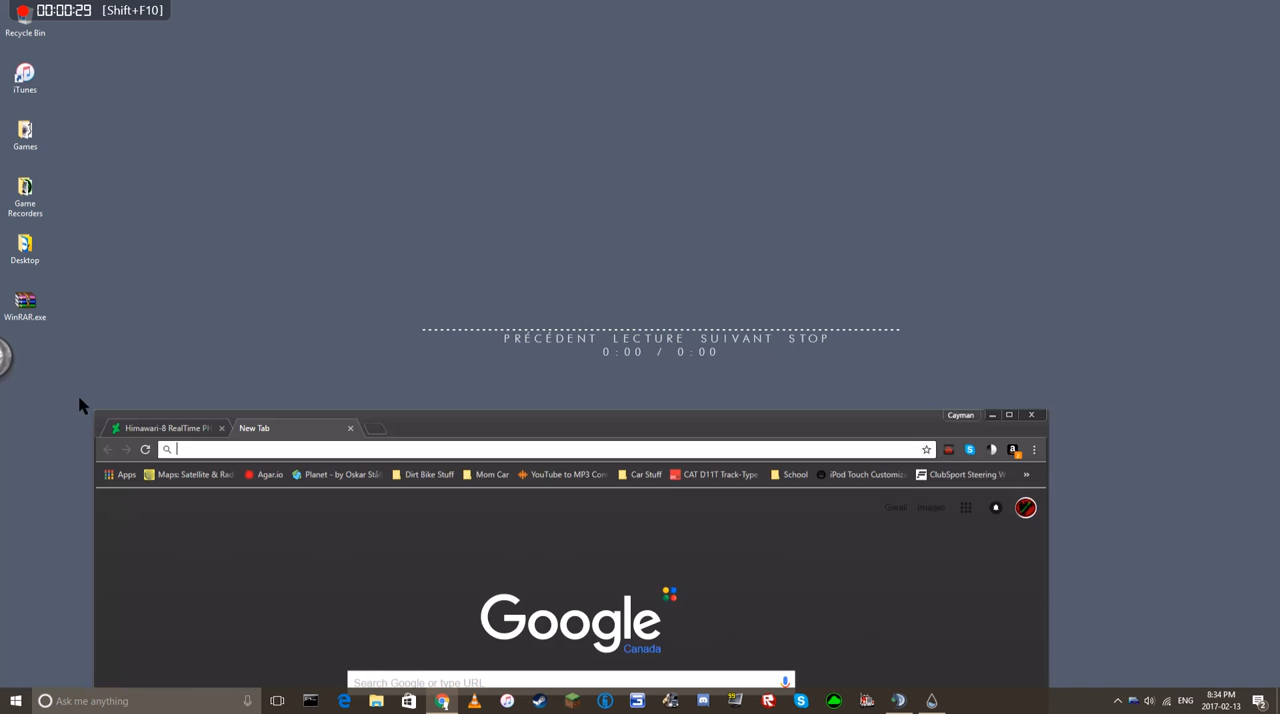 00:00:29 [Shift+F10]
Recycle Bin
iTunes
Games
Game
Recorders
Desktop
WinRAR.exe
PRÉCÉDENT LECTURE SUIVANT STOP
0:00 / 0:00
Cayman
Himawari-8 RealTime PH
New Tab
Apps
Maps: Satellite & Rad
Agar.io
Planet - by Oskar Stål
Dirt Bike Stuff
Mom Car
YouTube to MP3 Con
Car Stuff
CAT D11T Track-Type
School
iPod Touch Customiz
ClubSport Steering W
»
Gmail Images
Google
Canada
Search Google or type URL
Ask me anything
99
ENG
8:34 PM
2017-02-13
2